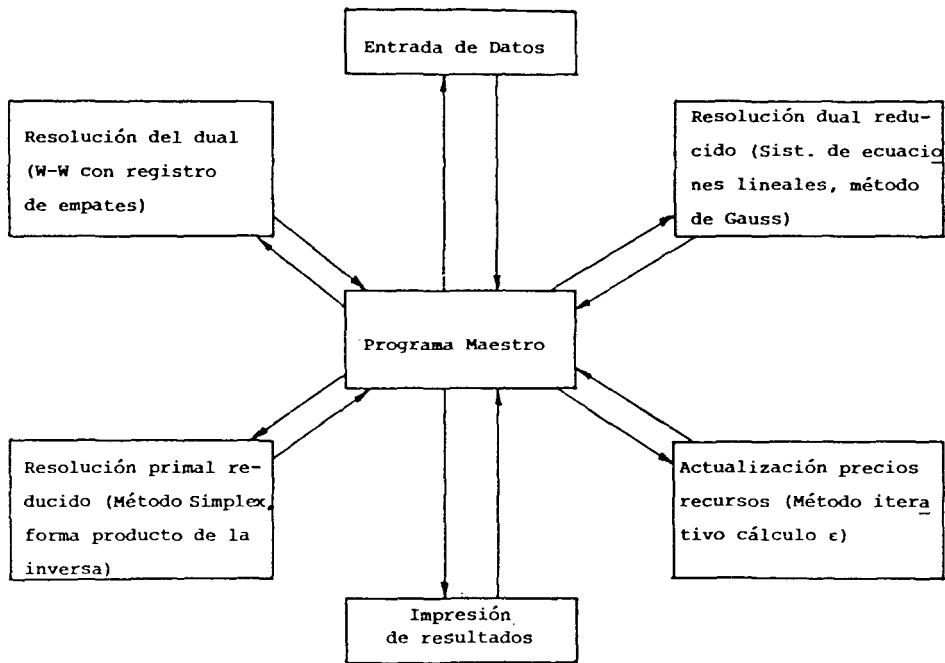 Entrada de Datos
Resolución del dual
(W-W con registro
de empates)
Resolución dual redu-
cido (Sist. de ecuacio
nes lineales, método
de Gauss)
Programa Maestro
Resolución primal re-
ducido (Método Simplex,
forma producto de la
inversa)
Actualización precios
recursos (Método itera
tivo cálculo ε)
Impresión
de resultados